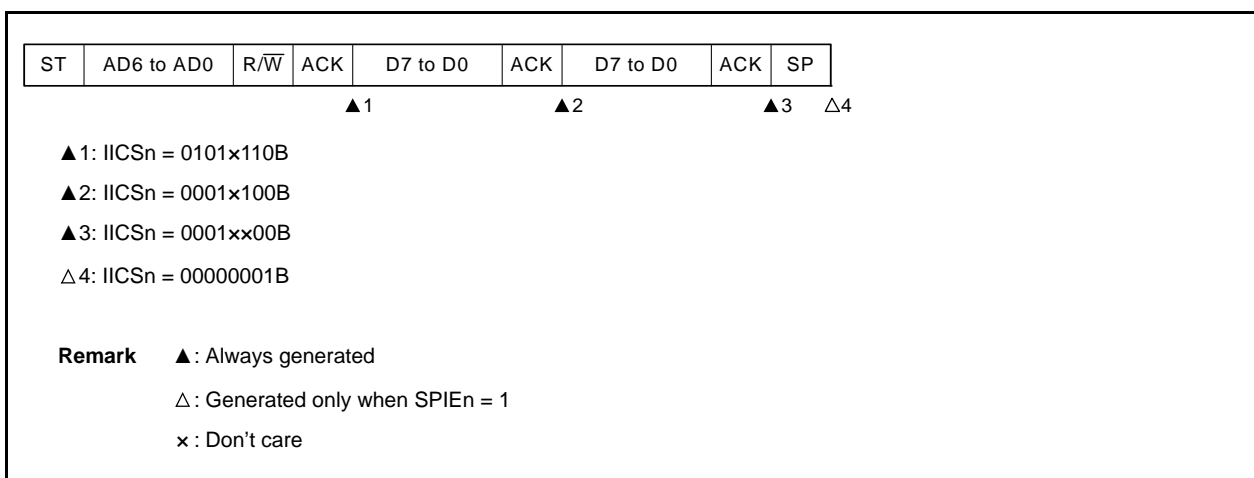 ST AD6 to AD0 R/W̅ ACK D7 to D0 ACK D7 to D0 ACK SP
▲1 ▲2 ▲3 △4
▲1: IICSn = 0101×110B
▲2: IICSn = 0001×100B
▲3: IICSn = 0001××00B
△4: IICSn = 00000001B
Remark ▲: Always generated
△: Generated only when SPIEn = 1
×: Don't care